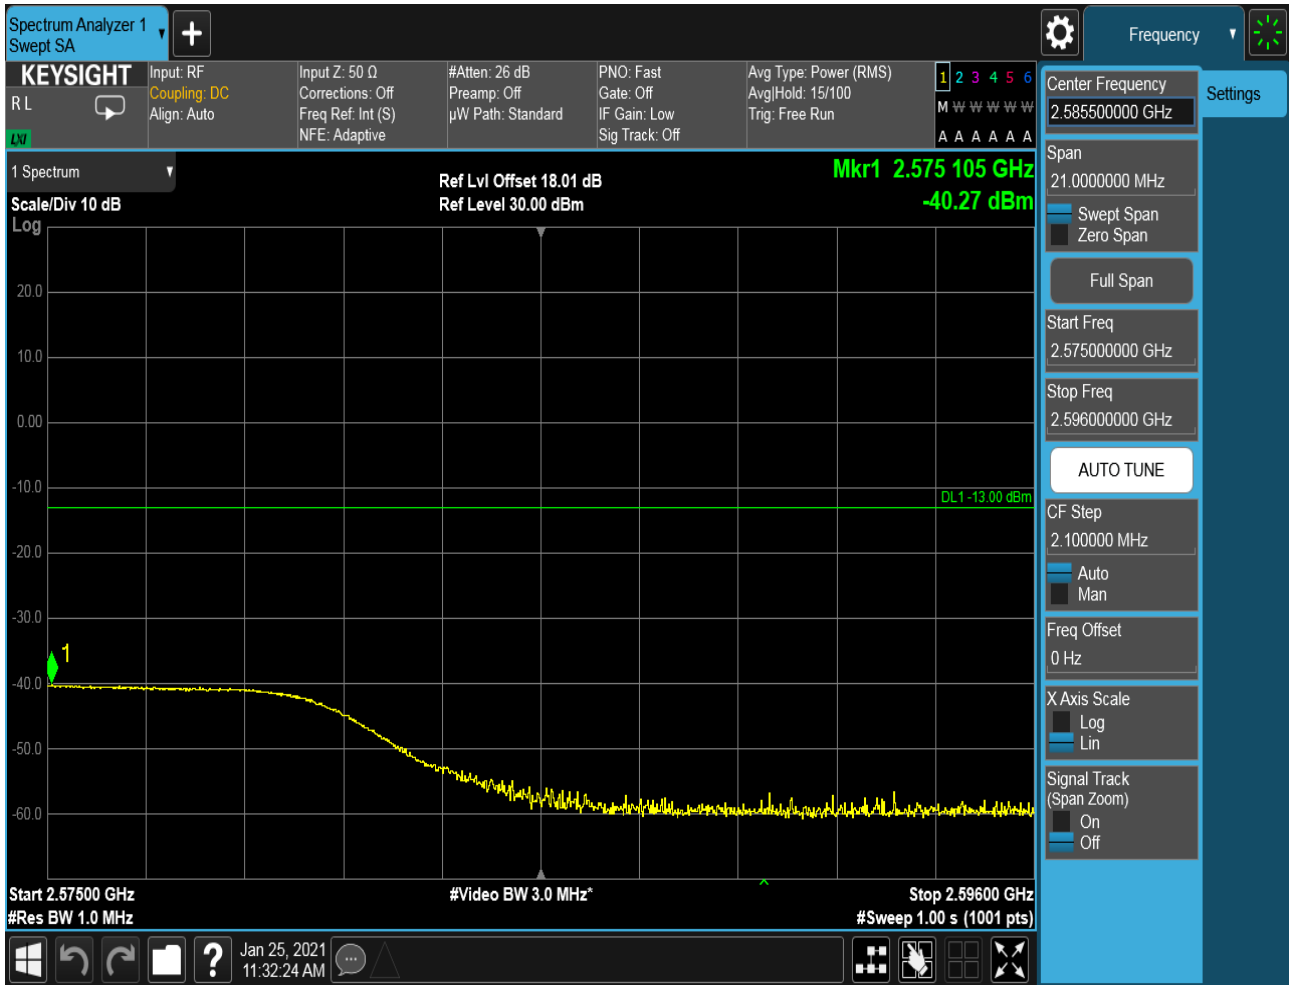 Spectrum Analyzer 1
Swept SA
Frequency
KEYSIGHT
R L
LXI
Input: RF
Coupling: DC
Align: Auto
Input Z: 50 Ω
Corrections: Off
Freq Ref: Int (S)
NFE: Adaptive
#Atten: 26 dB
Preamp: Off
µW Path: Standard
PNO: Fast
Gate: Off
IF Gain: Low
Sig Track: Off
Avg Type: Power (RMS)
Avg|Hold: 15/100
Trig: Free Run
1 2 3 4 5 6
M W W W W W
A A A A A A
1 Spectrum
Scale/Div 10 dB
Log
Ref Lvl Offset 18.01 dB
Ref Level 30.00 dBm
Mkr1 2.575 105 GHz
-40.27 dBm
20.0
10.0
0.00
-10.0
DL1 -13.00 dBm
-20.0
-30.0
1
-40.0
-50.0
-60.0
Start 2.57500 GHz
#Video BW 3.0 MHz*
Stop 2.59600 GHz
#Res BW 1.0 MHz
#Sweep 1.00 s (1001 pts)
?
Jan 25, 2021
11:32:24 AM
Center Frequency
2.585500000 GHz
Settings
Span
21.0000000 MHz
Swept Span
Zero Span
Full Span
Start Freq
2.575000000 GHz
Stop Freq
2.596000000 GHz
AUTO TUNE
CF Step
2.100000 MHz
Auto
Man
Freq Offset
0 Hz
X Axis Scale
Log
Lin
Signal Track
(Span Zoom)
On
Off